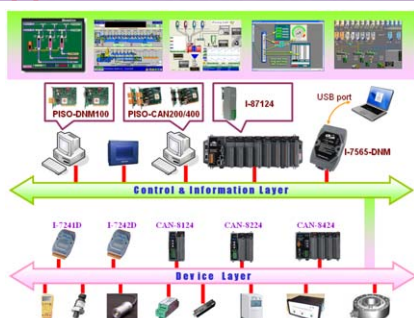 I-87124
PISO-DNM100
PISO-CAN200/400
USB port
I-7565-DNM
Control & Information Layer
I-7241D
I-7242D
CAN-8124
CAN-8224
CAN-8424
Device Layer